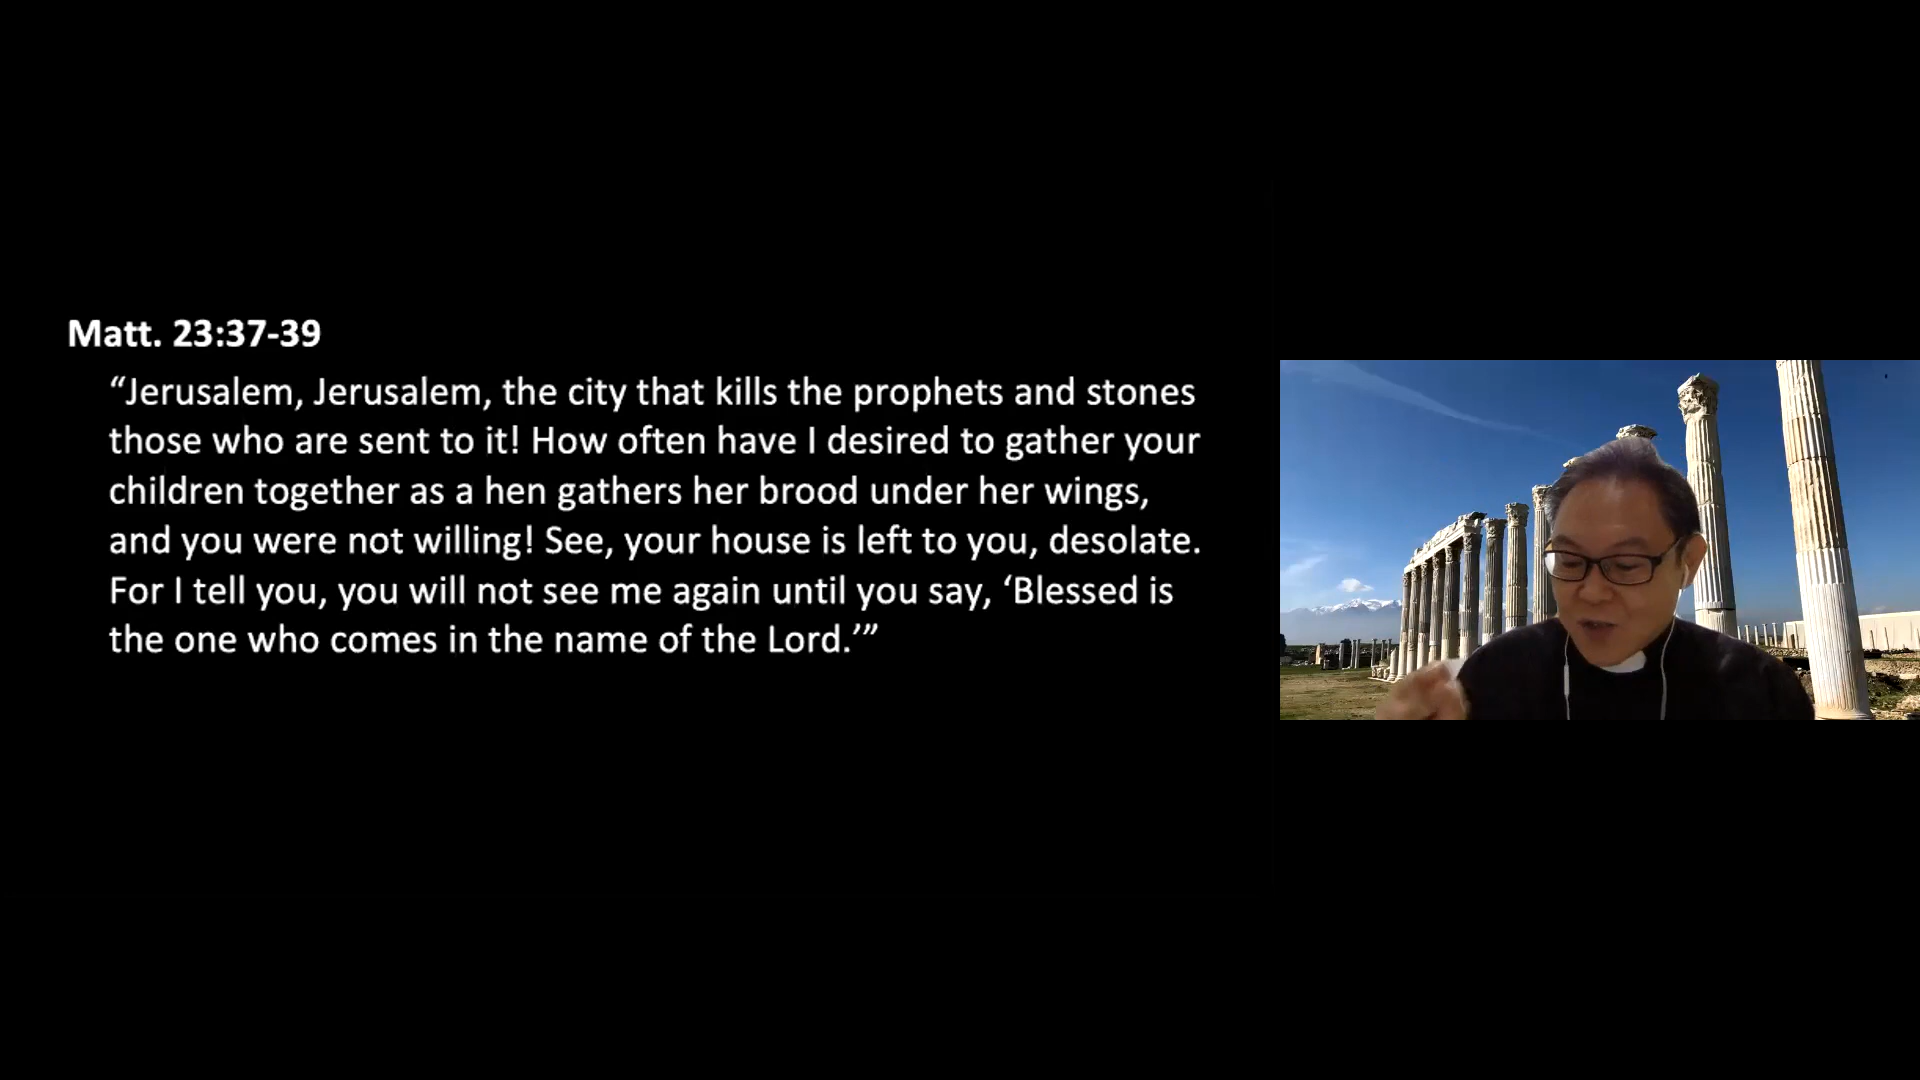 Matt. 23:37-39
“Jerusalem, Jerusalem, the city that kills the prophets and stones
those who are sent to it! How often have I desired to gather your
children together as a hen gathers her brood under her wings,
and you were not willing! See, your house is left to you, desolate.
For I tell you, you will not see me again until you say, ‘Blessed is
the one who comes in the name of the Lord.’”